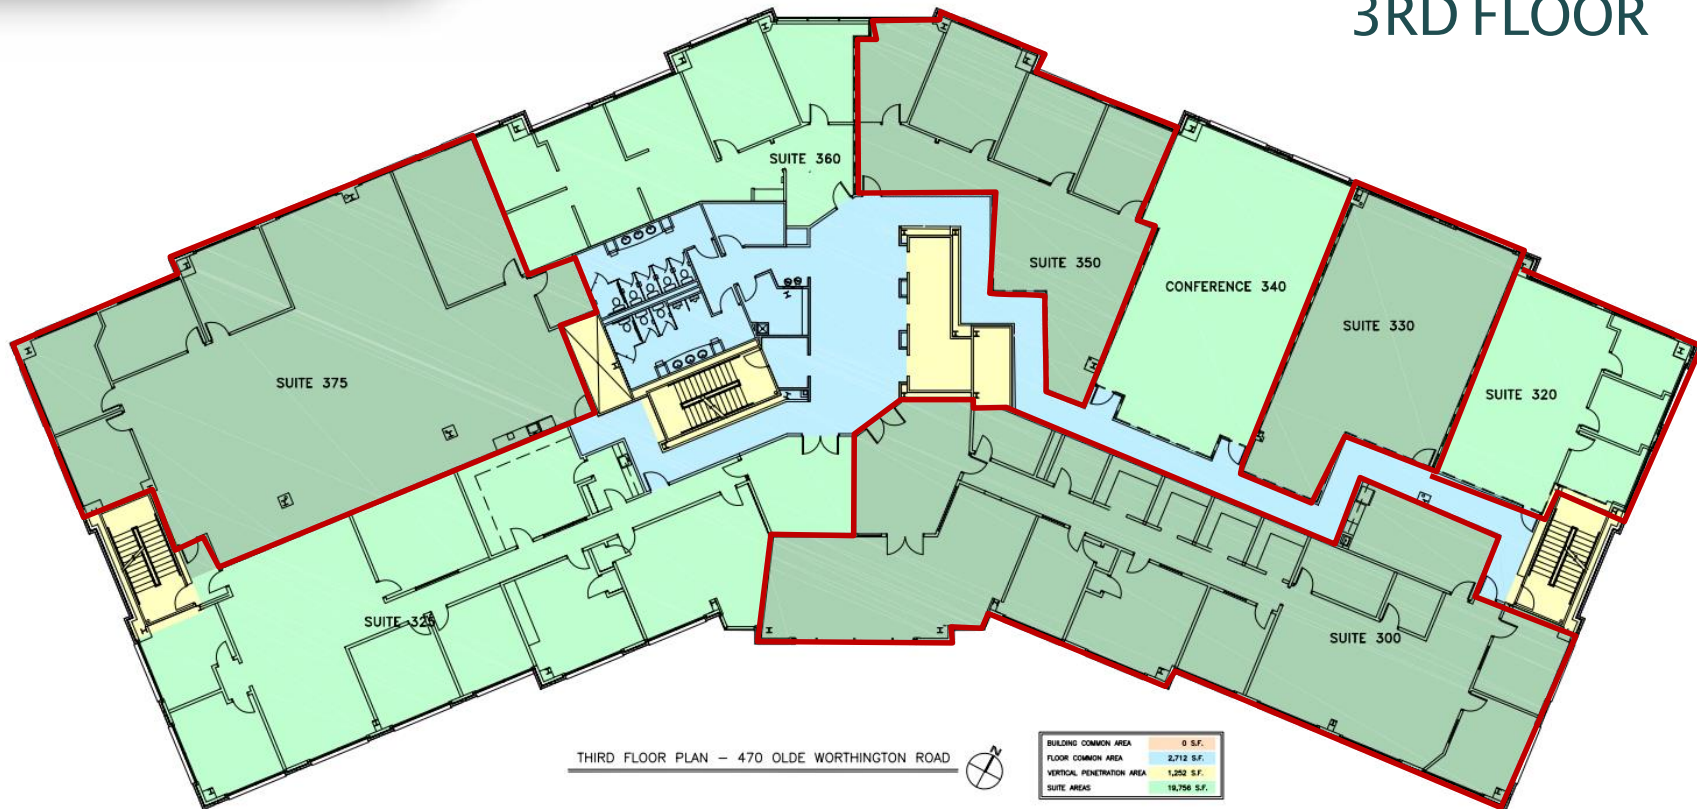 3RD FLOOR
SUITE 360
SUITE 350
CONFERENCE 340
SUITE 330
SUITE 375
SUITE 320
SUITE 325
SUITE 300
THIRD FLOOR PLAN – 470 OLDE WORTHINGTON ROAD
N
BUILDING COMMON AREA 0 S.F.
FLOOR COMMON AREA 2,712 S.F.
VERTICAL PENETRATION AREA 1,252 S.F.
SUITE AREAS 19,756 S.F.